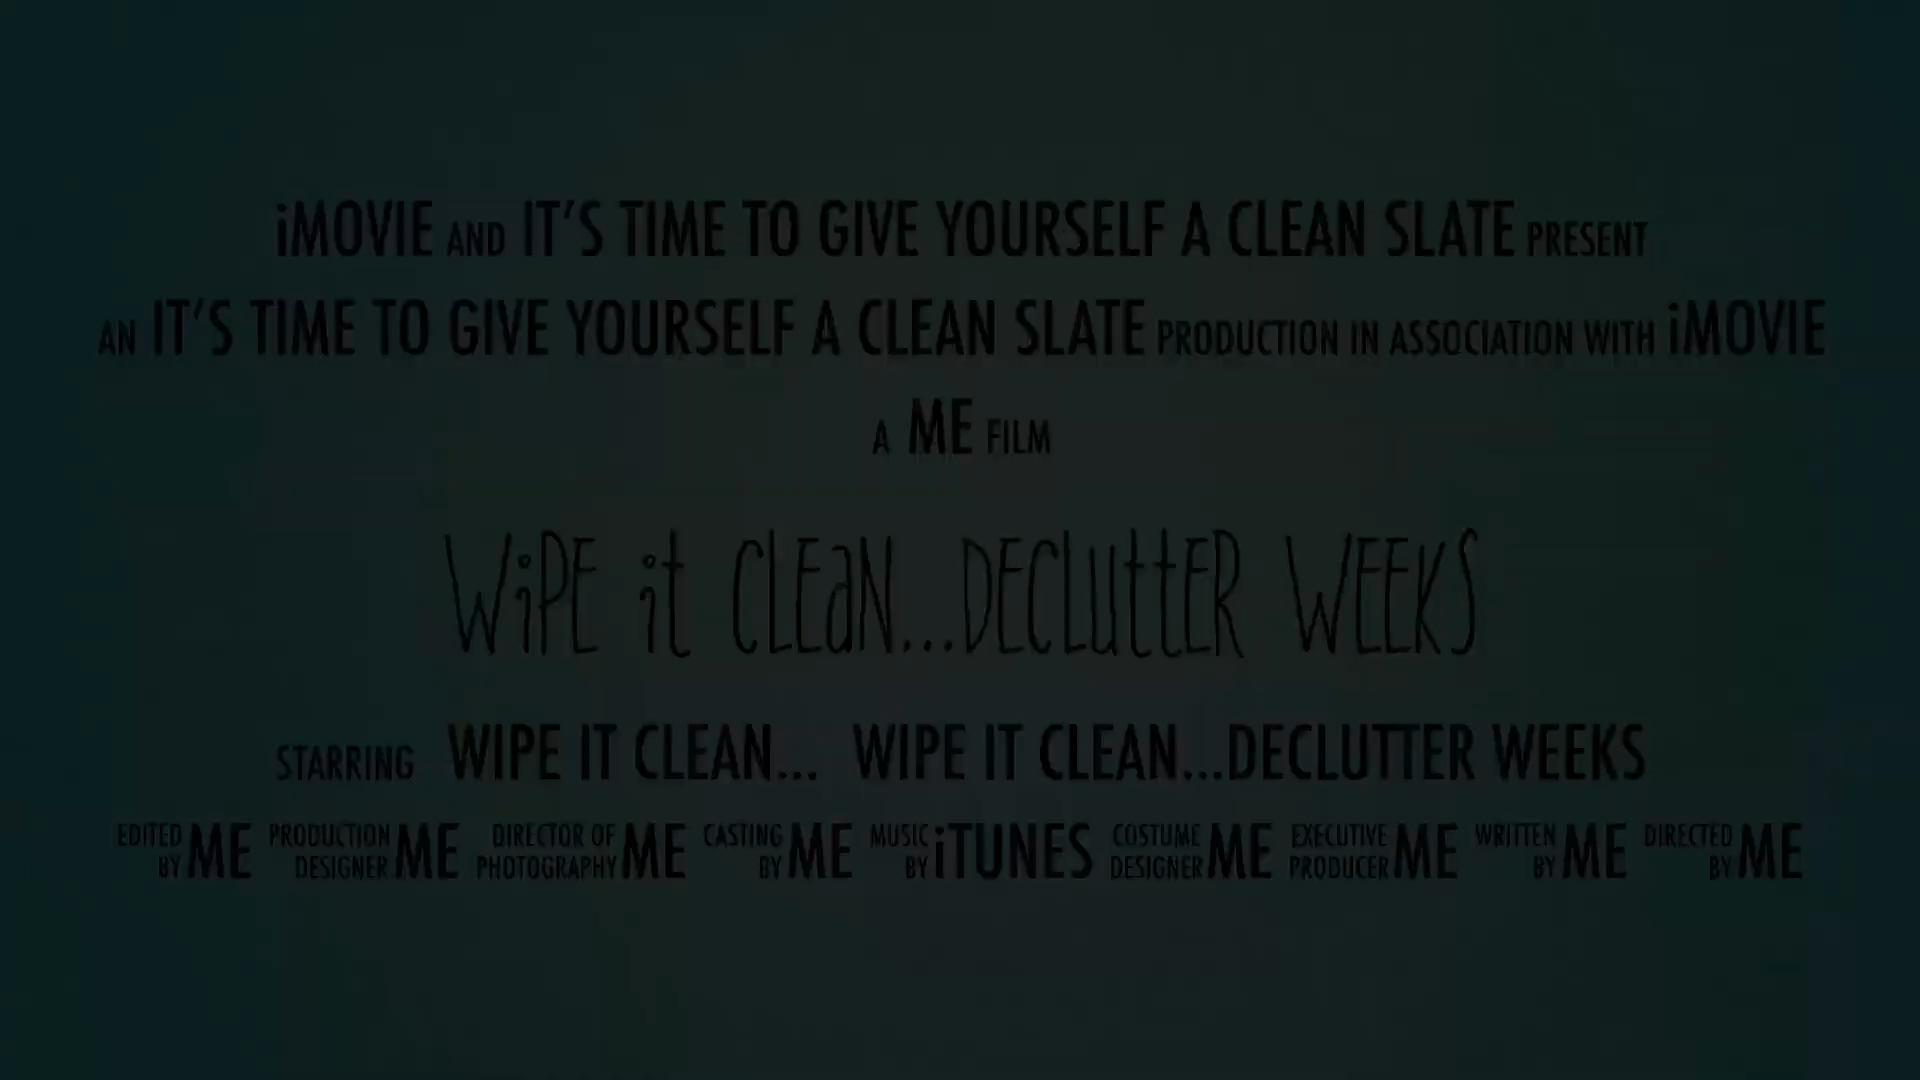 iMOVIE AND IT'S TIME TO GIVE YOURSELF A CLEAN SLATE PRESENT
AN IT'S TIME TO GIVE YOURSELF A CLEAN SLATE PRODUCTION IN ASSOCIATION WITH iMOVIE
A ME FILM
WiPE it CLEaN...DECLuttER WEEKS
STARRING WIPE IT CLEAN... WIPE IT CLEAN...DECLUTTER WEEKS
EDITED BY ME PRODUCTION DESIGNER ME DIRECTOR OF PHOTOGRAPHY ME CASTING BY ME MUSIC BY iTUNES COSTUME DESIGNER ME EXECUTIVE PRODUCER ME WRITTEN BY ME DIRECTED BY ME